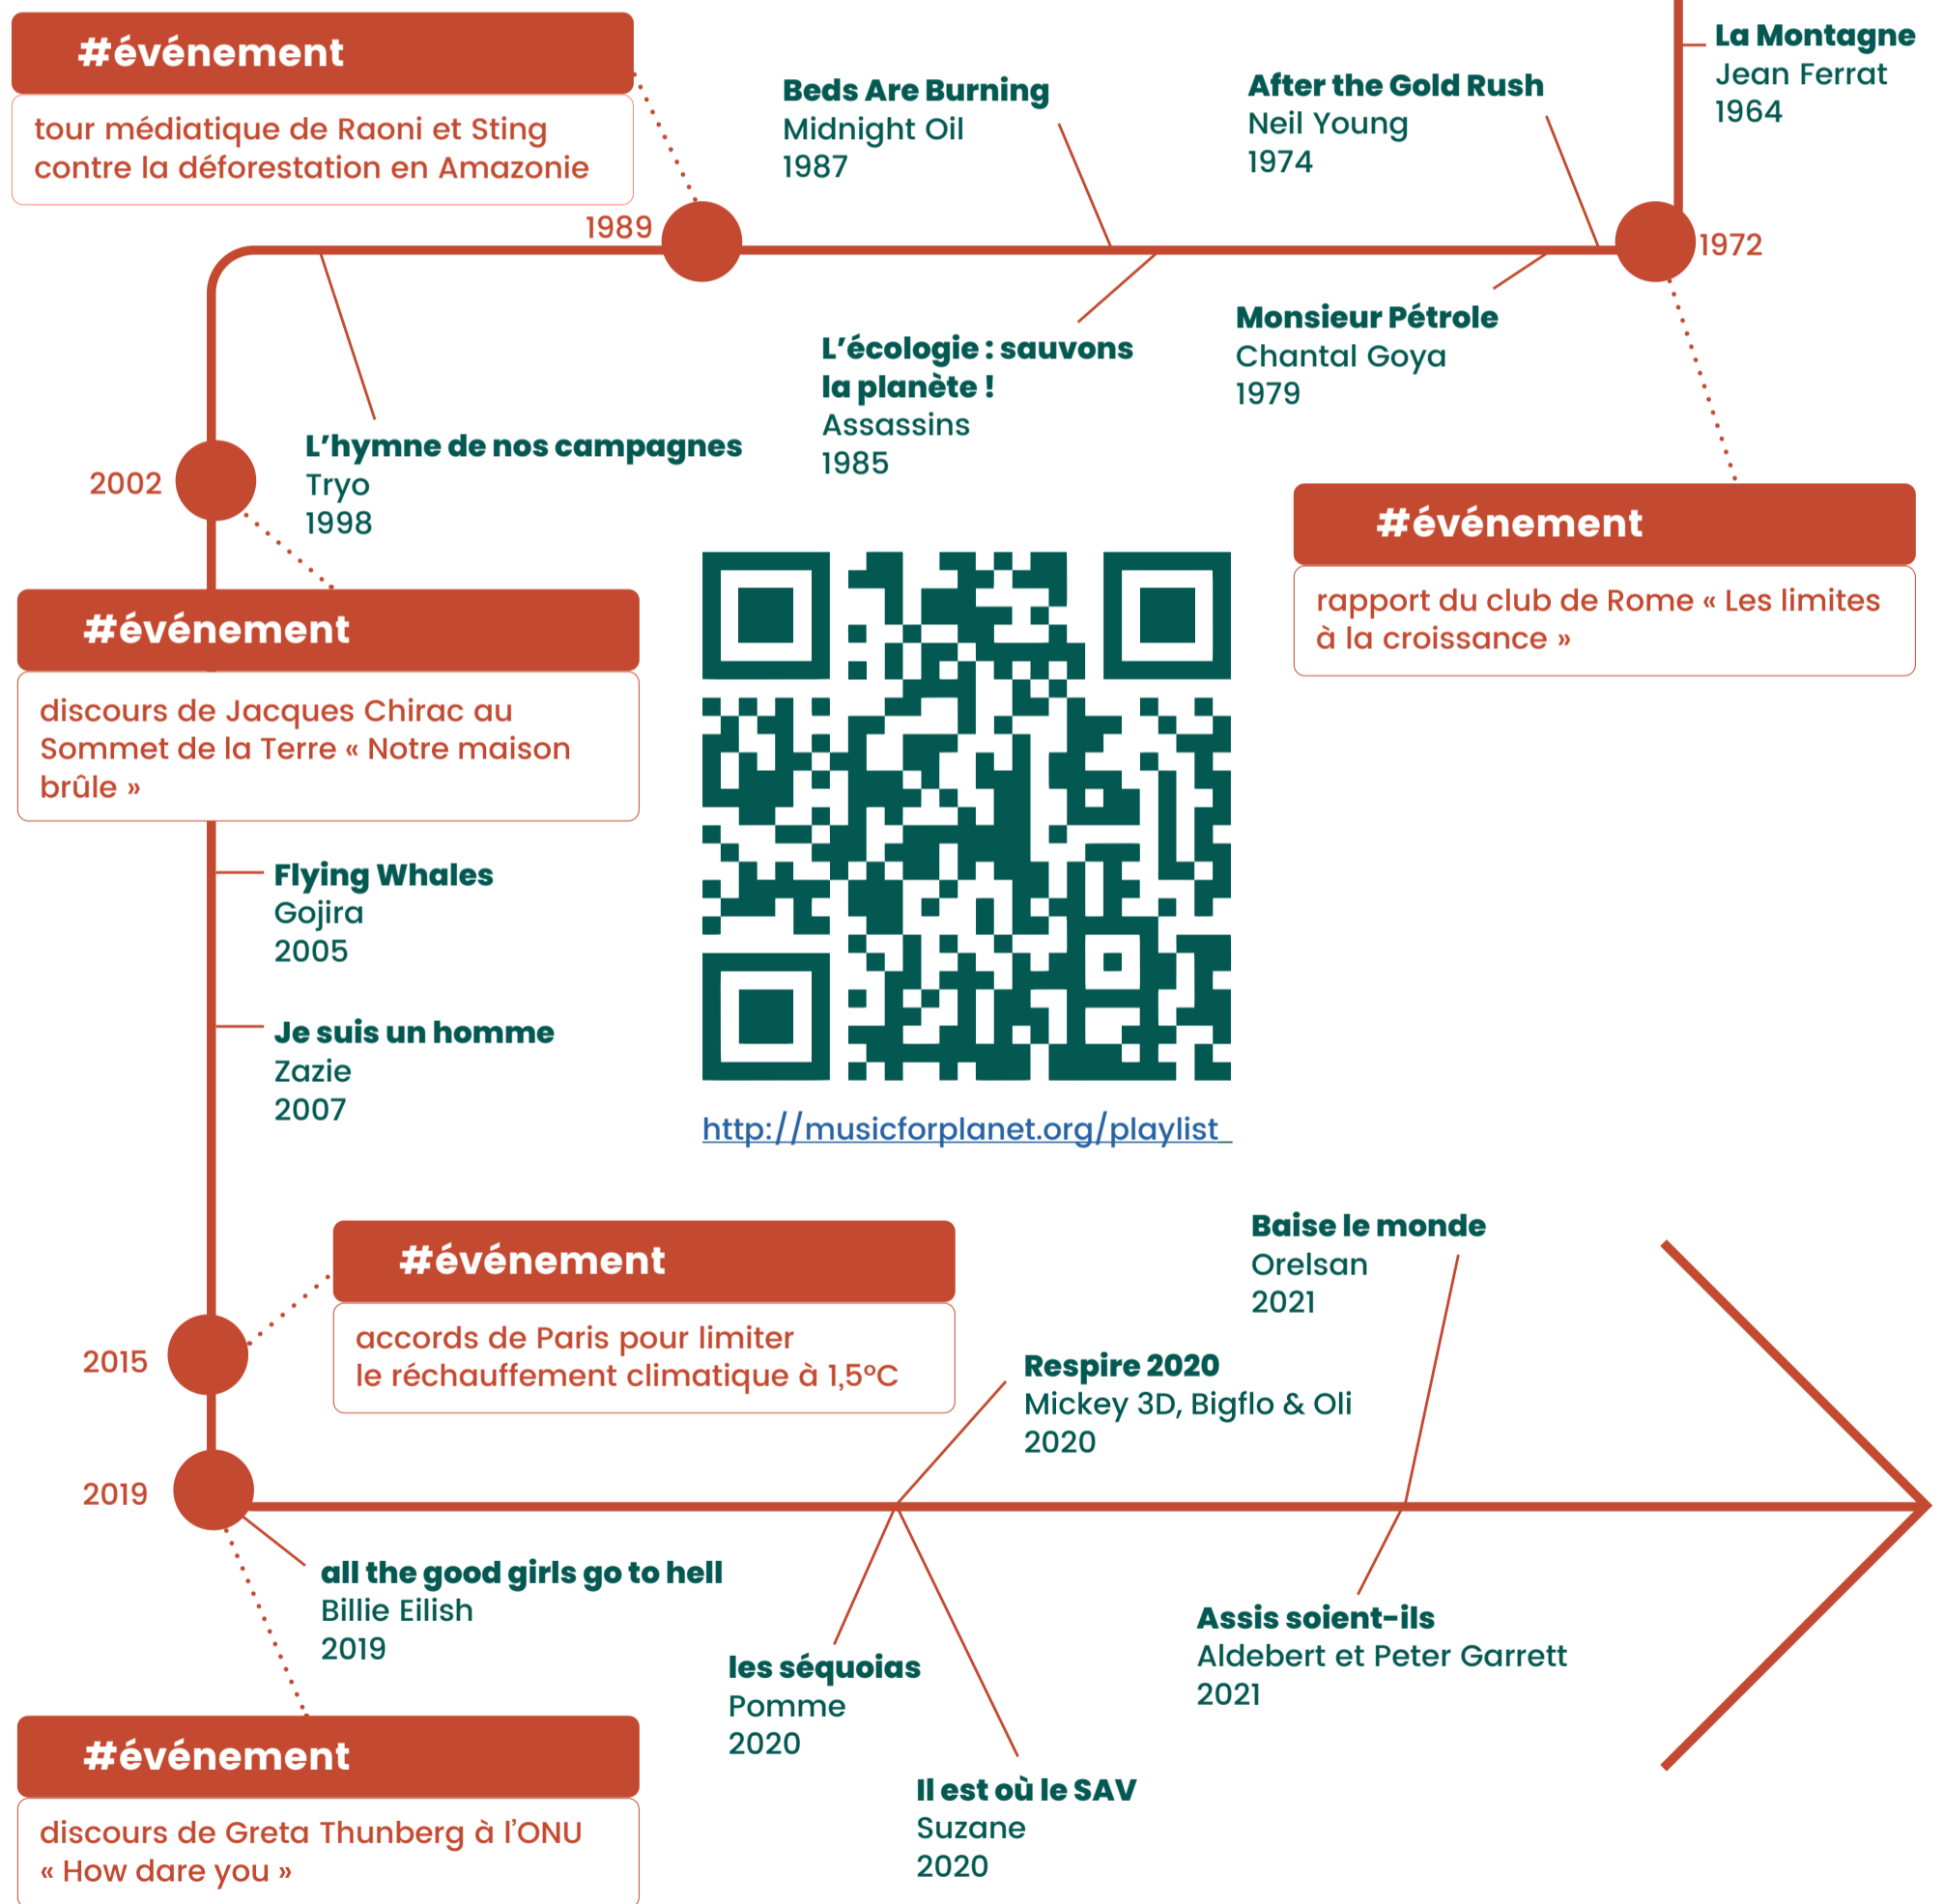 #événement
tour médiatique de Raoni et Sting
contre la déforestation en Amazonie
1989
Beds Are Burning
Midnight Oil
1987
After the Gold Rush
Neil Young
1974
La Montagne
Jean Ferrat
1964
1972
L’écologie : sauvons
la planète !
Assassins
1985
Monsieur Pétrole
Chantal Goya
1979
L’hymne de nos campagnes
Tryo
1998
2002
#événement
rapport du club de Rome « Les limites
à la croissance »
#événement
discours de Jacques Chirac au
Sommet de la Terre « Notre maison
brûle »
Flying Whales
Gojira
2005
Je suis un homme
Zazie
2007
http://musicforplanet.org/playlist
2015
#événement
accords de Paris pour limiter
le réchauffement climatique à 1,5°C
Baise le monde
Orelsan
2021
Respire 2020
Mickey 3D, Bigflo & Oli
2020
2019
all the good girls go to hell
Billie Eilish
2019
les séquoias
Pomme
2020
Assis soient-ils
Aldebert et Peter Garrett
2021
Il est où le SAV
Suzane
2020
#événement
discours de Greta Thunberg à l’ONU
« How dare you »